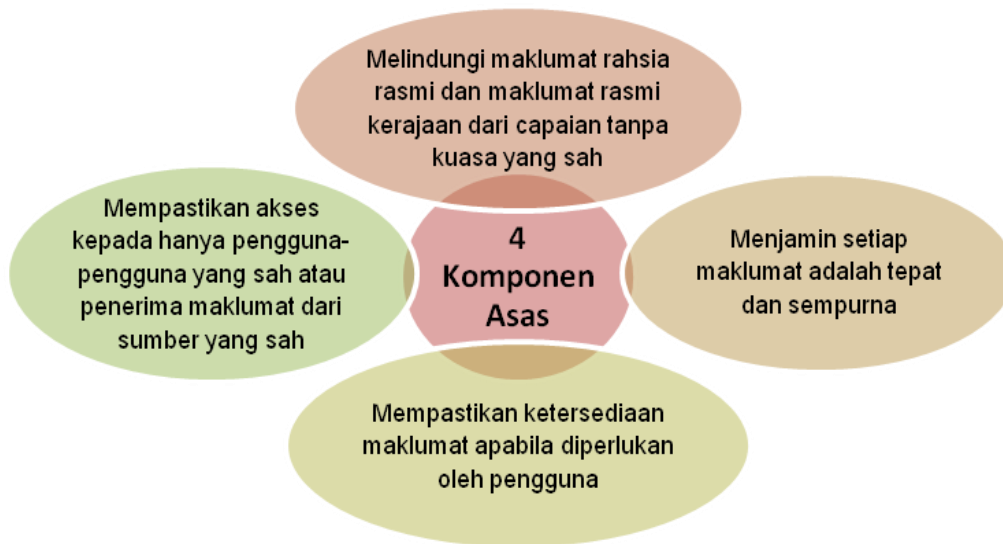 Melindungi maklumat rahsia
rasmi dan maklumat rasmi
kerajaan dari capaian tanpa
kuasa yang sah
Mempastikan akses
kepada hanya pengguna-
pengguna yang sah atau
penerima maklumat dari
sumber yang sah
4
Komponen
Asas
Menjamin setiap
maklumat adalah tepat
dan sempurna
Mempastikan ketersediaan
maklumat apabila diperlukan
oleh pengguna